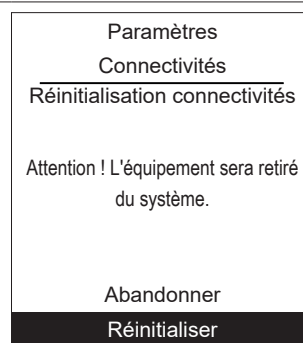 Paramètres
Connectivités
Réinitialisation connectivités
Attention ! L'équipement sera retiré
du système.
Abandonner
Réinitialiser